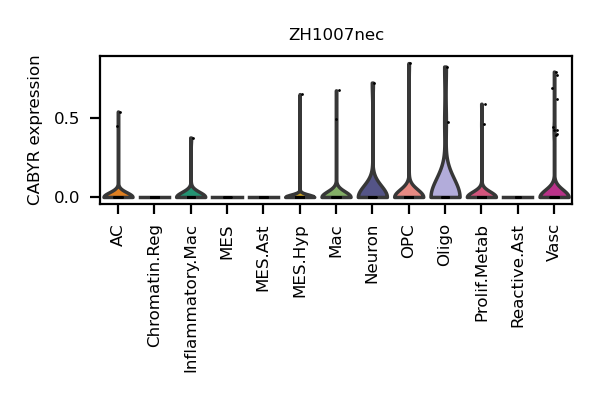 ZH1007nec
CABYR expression
0.5
0.0
AC
Chromatin.Reg
Inflammatory.Mac
MES
MES.Ast
MES.Hyp
Mac
Neuron
OPC
Oligo
Prolif.Metab
Reactive.Ast
Vasc